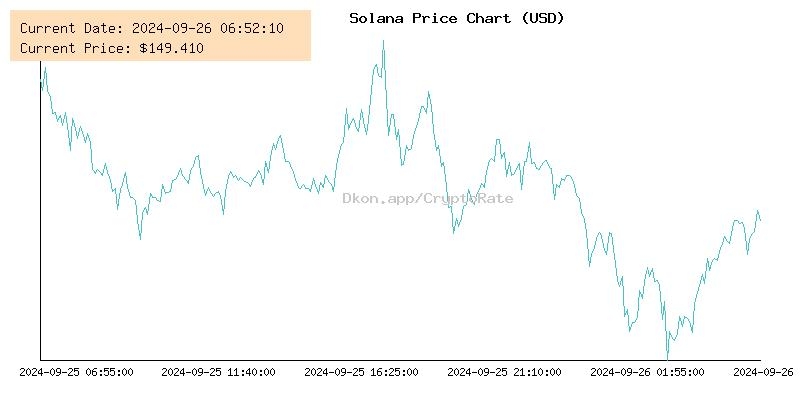 Solana Price Chart (USD)
Current Date: 2024-09-26 06:52:10
Current Price: $149.410
Dkon.app/CryptoRate
2024-09-25 06:55:00 2024-09-25 11:40:00 2024-09-25 16:25:00 2024-09-25 21:10:00 2024-09-26 01:55:00 2024-09-26